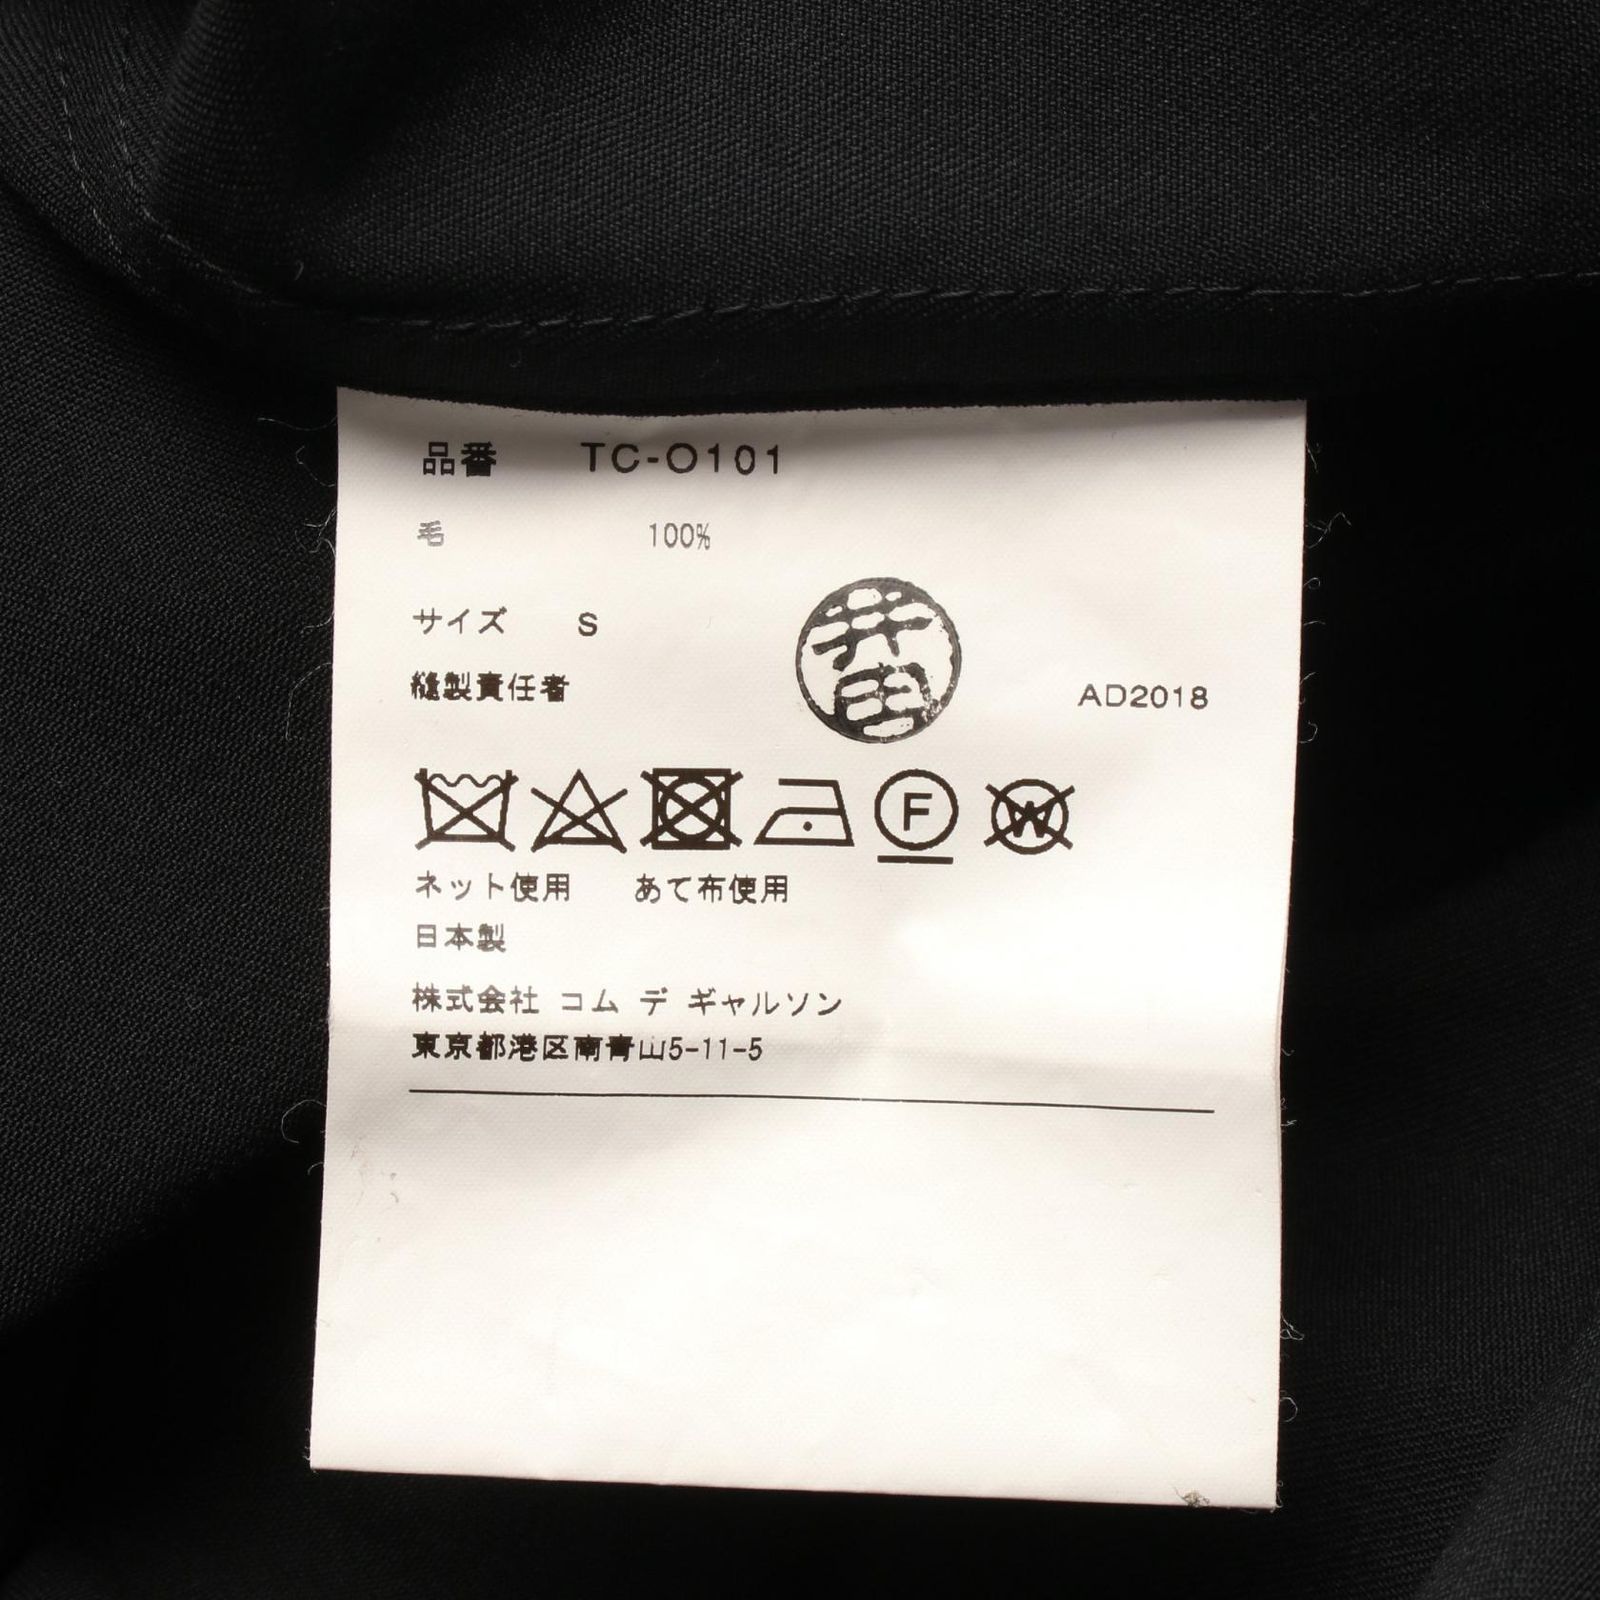 品番 TC-O101
毛 100%
サイズ S
縫製責任者 井田 AD2018
F W
ネット使用 あて布使用
日本製
株式会社 コム デ ギャルソン
東京都港区南青山5-11-5